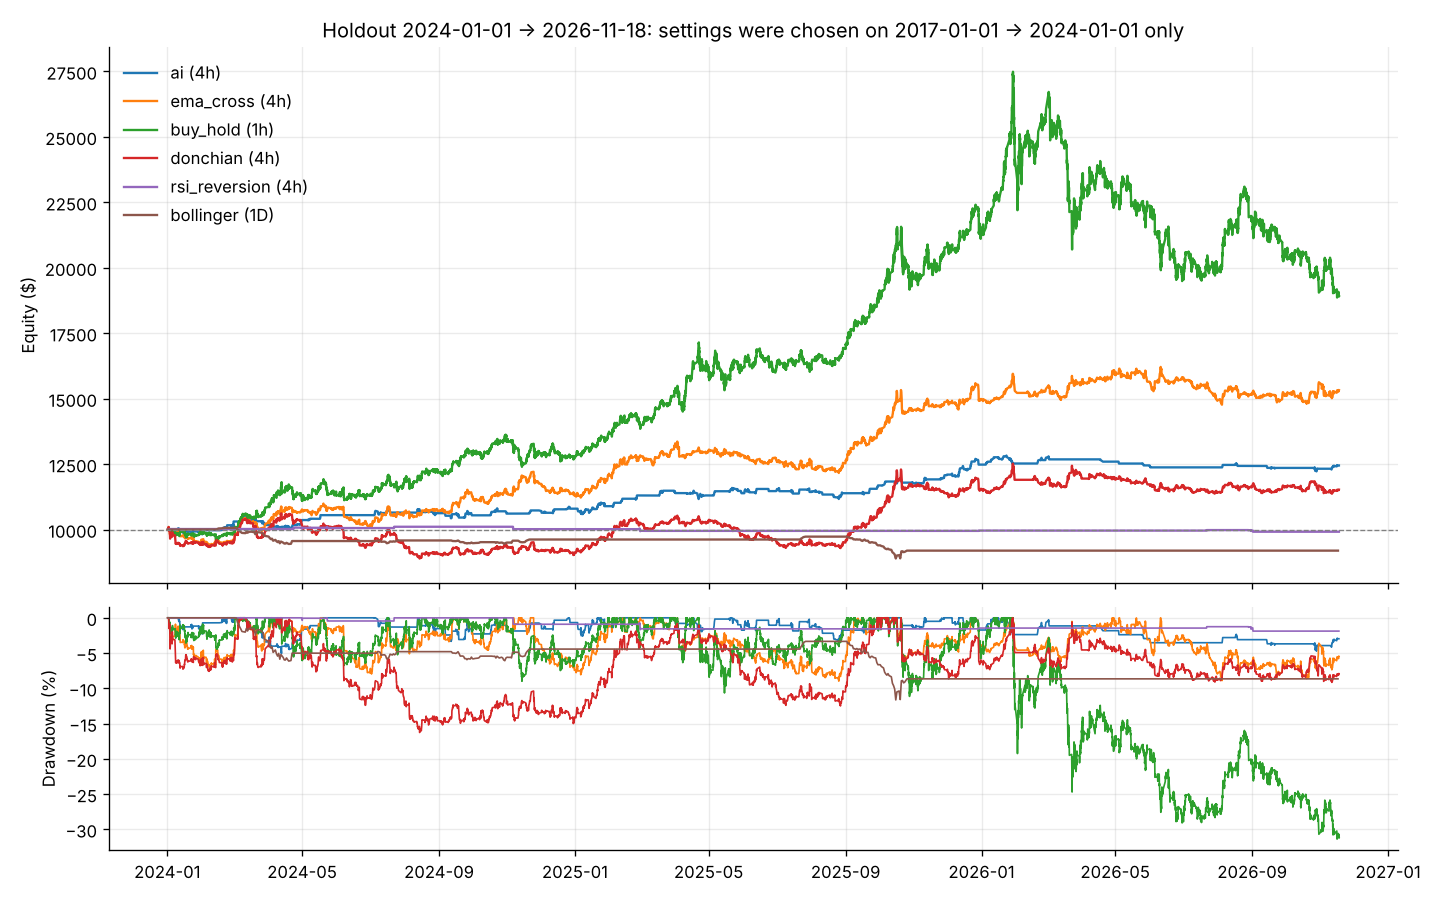 Holdout 2024-01-01 → 2026-11-18: settings were chosen on 2017-01-01 → 2024-01-01 only
ai (4h)
ema_cross (4h)
buy_hold (1h)
donchian (4h)
rsi_reversion (4h)
bollinger (1D)
Equity ($)
27500
25000
22500
20000
17500
15000
12500
10000
Drawdown (%)
0
−5
−10
−15
−20
−25
−30
2024-01 2024-05 2024-09 2025-01 2025-05 2025-09 2026-01 2026-05 2026-09 2027-01